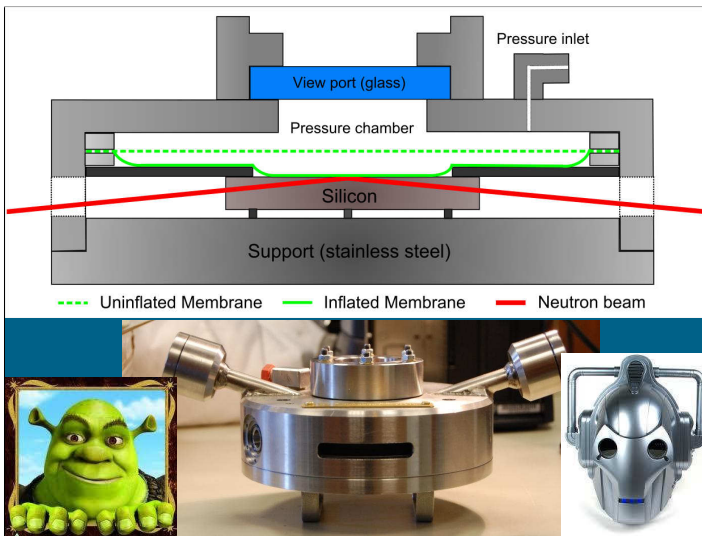 Pressure inlet
View port (glass)
Pressure chamber
Silicon
Support (stainless steel)
Uninflated Membrane
Inflated Membrane
Neutron beam